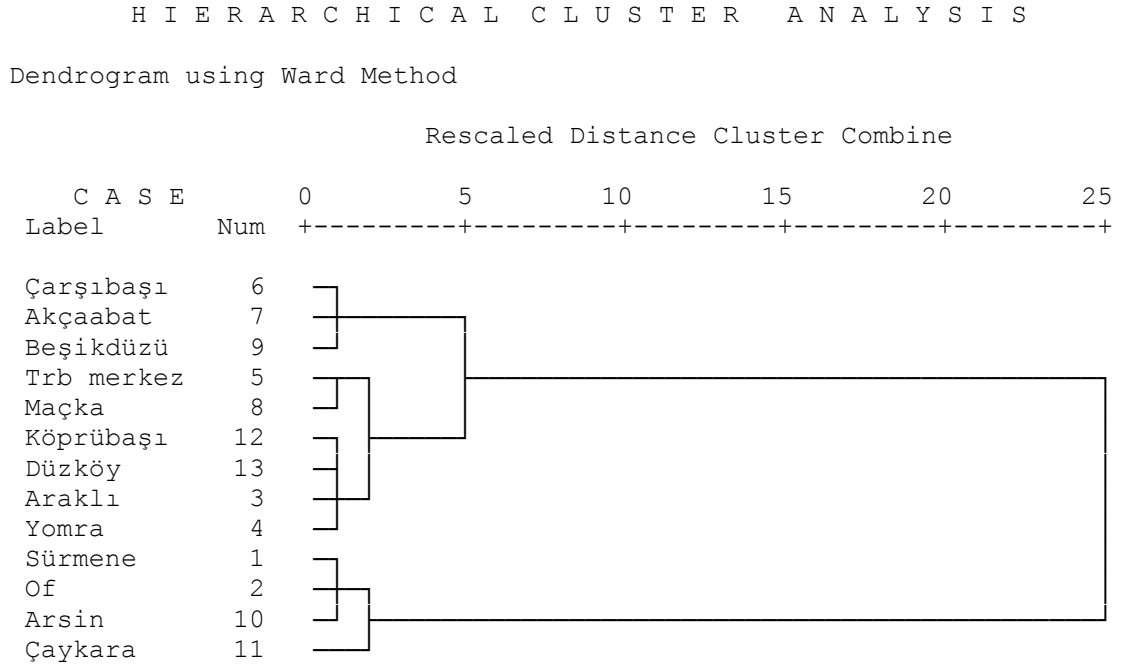 H I E R A R C H I C A L   C L U S T E R   A N A L Y S I S
Dendrogram using Ward Method
Rescaled Distance Cluster Combine
C A S E 0 5 10 15 20 25
Label Num +---------+---------+---------+---------+---------+
Çarşıbaşı 6
Akçaabat 7
Beşikdüzü 9
Trb merkez 5
Maçka 8
Köprübaşı 12
Düzköy 13
Araklı 3
Yomra 4
Sürmene 1
Of 2
Arsin 10
Çaykara 11